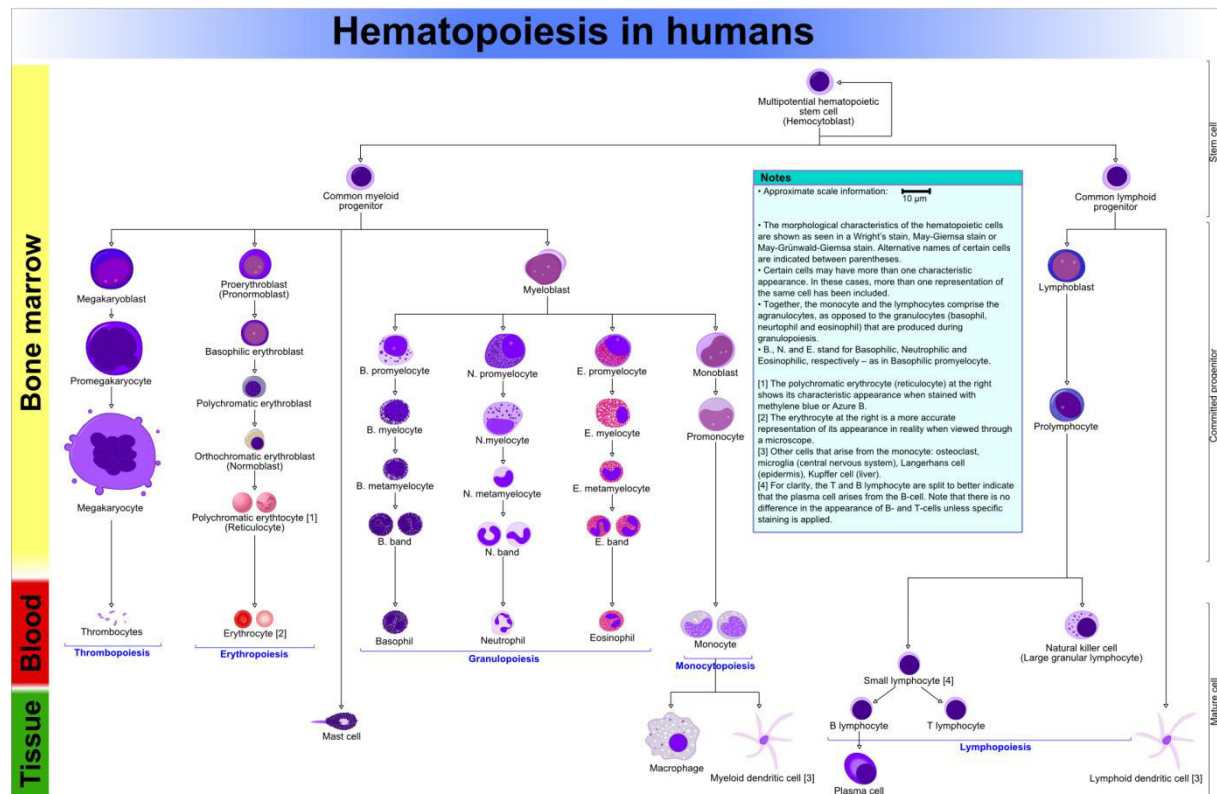 Hematopoiesis in humans
Bone marrow
Blood
Tissue
Stem cell
Committed progenitor
Mature cell
Multipotential hematopoietic
stem cell
(Hemocytoblast)
Common myeloid
progenitor
Common lymphoid
progenitor
Notes
• Approximate scale information:
10 µm
• The morphological characteristics of the hematopoietic cells
are shown as seen in a Wright's stain, May-Giemsa stain or
May-Grünwald-Giemsa stain. Alternative names of certain cells
are indicated between parentheses.
• Certain cells may have more than one characteristic
appearance. In these cases, more than one representation of
the same cell has been included.
• Together, the monocyte and the lymphocytes comprise the
agranulocytes, as opposed to the granulocytes (basophil,
neurtophil and eosinophil) that are produced during
granulopoiesis.
• B., N. and E. stand for Basophilic, Neutrophilic and
Eosinophilic, respectively – as in Basophilic promyelocyte.
[1] The polychromatic erythrocyte (reticulocyte) at the right
shows its characteristic appearance when stained with
methylene blue or Azure B.
[2] The erythrocyte at the right is a more accurate
representation of its appearance in reality when viewed through
a microscope.
[3] Other cells that arise from the monocyte: osteoclast,
microglia (central nervous system), Langerhans cell
(epidermis), Kupffer cell (liver).
[4] For clarity, the T and B lymphocyte are split to better indicate
that the plasma cell arises from the B-cell. Note that there is no
difference in the appearance of B- and T-cells unless specific
staining is applied.
Megakaryoblast
Promegakaryocyte
Megakaryocyte
Thrombocytes
Thrombopoiesis
Proerythroblast
(Pronormoblast)
Basophilic erythroblast
Polychromatic erythroblast
Orthochromatic erythroblast
(Normoblast)
Polychromatic erythtocyte [1]
(Reticulocyte)
Erythrocyte [2]
Erythropoiesis
Mast cell
Myeloblast
B. promyelocyte
B. myelocyte
B. metamyelocyte
B. band
Basophil
N. promyelocyte
N.myelocyte
N. metamyelocyte
N. band
Neutrophil
E. promyelocyte
E. myelocyte
E. metamyelocyte
E. band
Eosinophil
Granulopoiesis
Monoblast
Promonocyte
Monocyte
Monocytopoiesis
Macrophage
Myeloid dendritic cell [3]
Lymphoblast
Prolymphocyte
Natural killer cell
(Large granular lymphocyte)
Small lymphocyte [4]
B lymphocyte
T lymphocyte
Lymphopoiesis
Plasma cell
Lymphoid dendritic cell [3]